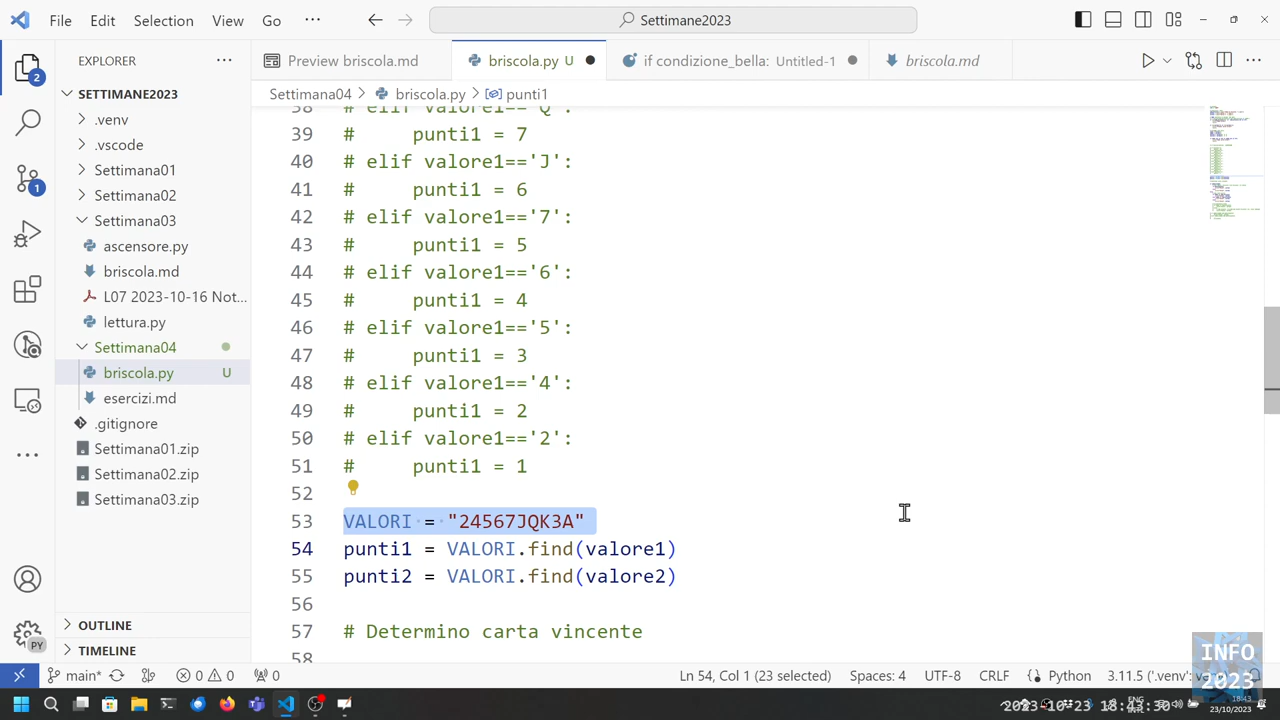 File Edit Selection View Go ··· Settimane2023
EXPLORER ···
SETTIMANE2023
.venv
.vscode
Settimana01
Settimana02
Settimana03
ascensore.py
briscola.md
L07 2023-10-16 Not...
lettura.py
Settimana04
briscola.py U
esercizi.md
.gitignore
Settimana01.zip
Settimana02.zip
Settimana03.zip
OUTLINE
TIMELINE
2
1
PY
Preview briscola.md briscola.py U if condizione_bella: Untitled-1 briscola.md
Settimana04 > briscola.py > punti1
38 # elif valore1=='Q':
39 #     punti1 = 7
40 # elif valore1=='J':
41 #     punti1 = 6
42 # elif valore1=='7':
43 #     punti1 = 5
44 # elif valore1=='6':
45 #     punti1 = 4
46 # elif valore1=='5':
47 #     punti1 = 3
48 # elif valore1=='4':
49 #     punti1 = 2
50 # elif valore1=='2':
51 #     punti1 = 1
52
53 VALORI = "24567JQK3A"
54 punti1 = VALORI.find(valore1)
55 punti2 = VALORI.find(valore2)
56
57 # Determino carta vincente
58
main* 0 0 0 Ln 54, Col 1 (23 selected) Spaces: 4 UTF-8 CRLF Python 3.11.5 ('.venv':
INFO
2023
ENG
18:43
23/10/2023